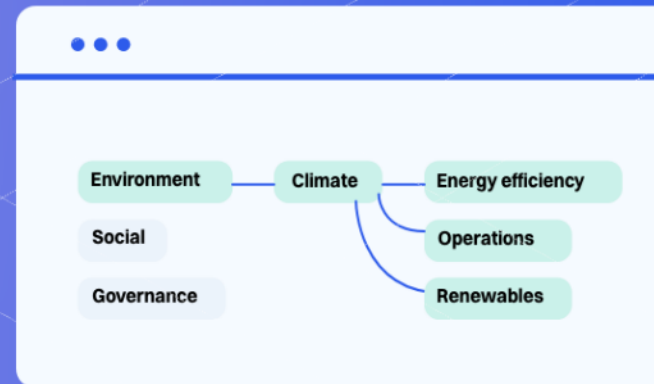 Environment
Climate
Energy efficiency
Social
Operations
Governance
Renewables